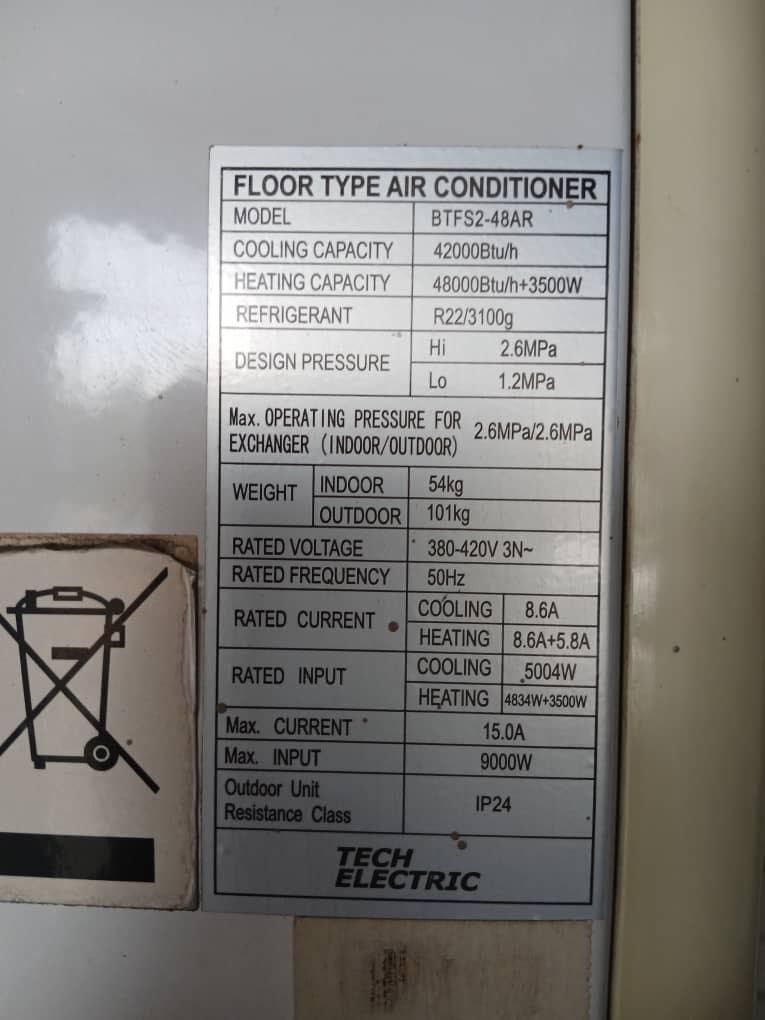 FLOOR TYPE AIR CONDITIONER
MODEL BTFS2-48AR
COOLING CAPACITY 42000Btu/h
HEATING CAPACITY 48000Btu/h+3500W
REFRIGERANT R22/3100g
DESIGN PRESSURE Hi 2.6MPa
Lo 1.2MPa
Max. OPERATING PRESSURE FOR
EXCHANGER (INDOOR/OUTDOOR) 2.6MPa/2.6MPa
WEIGHT INDOOR 54kg
OUTDOOR 101kg
RATED VOLTAGE 380-420V 3N~
RATED FREQUENCY 50Hz
RATED CURRENT COOLING 8.6A
HEATING 8.6A+5.8A
RATED INPUT COOLING 5004W
HEATING 4834W+3500W
Max. CURRENT 15.0A
Max. INPUT 9000W
Outdoor Unit
Resistance Class IP24
TECH
ELECTRIC